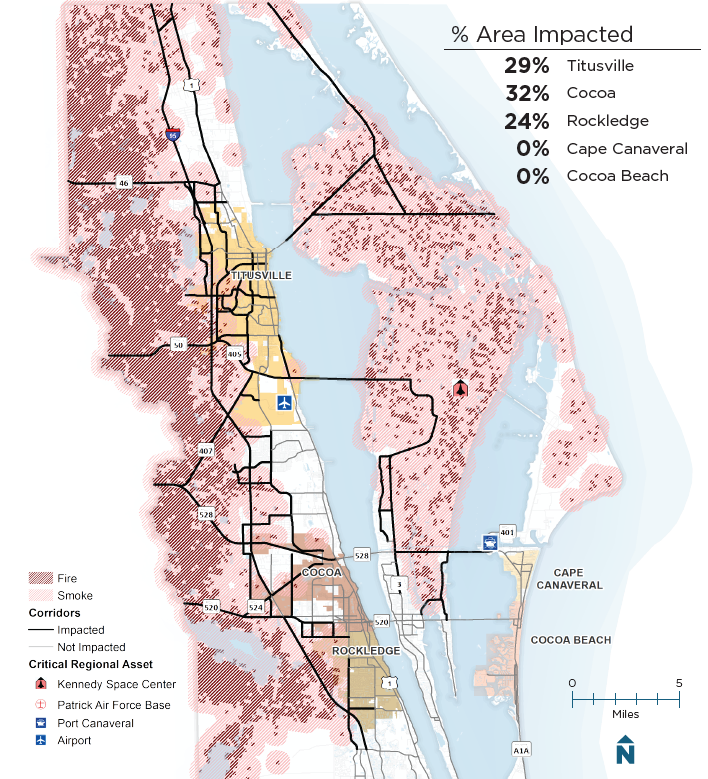 % Area Impacted
29% Titusville
32% Cocoa
24% Rockledge
0% Cape Canaveral
0% Cocoa Beach
1
95
46
TITUSVILLE
50
405
407
528
401
528
COCOA
CAPE
CANAVERAL
3
520
524
520
COCOA BEACH
ROCKLEDGE
1
A1A
Fire
Smoke
Corridors
Impacted
Not Impacted
Critical Regional Asset
Kennedy Space Center
Patrick Air Force Base
Port Canaveral
Airport
0 5
Miles
N